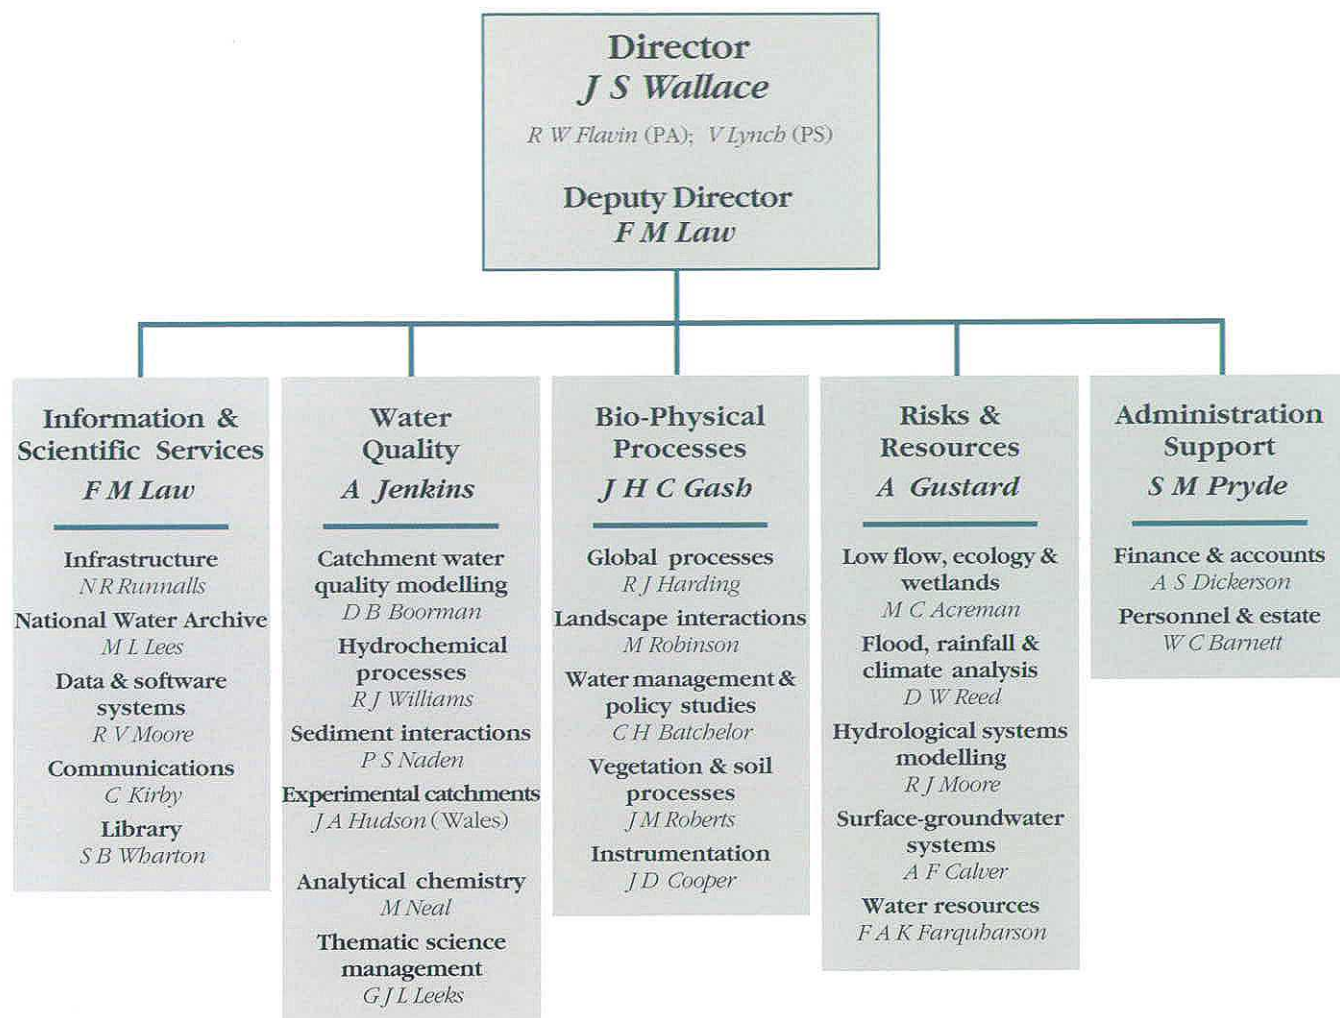 Director
J S Wallace
R W Flavin (PA); V Lynch (PS)
Deputy Director
F M Law
Information &
Scientific Services
F M Law
Infrastructure
N R Runnalls
National Water Archive
M L Lees
Data & software
systems
R V Moore
Communications
C Kirby
Library
S B Wharton
Water
Quality
A Jenkins
Catchment water
quality modelling
D B Boorman
Hydrochemical
processes
R J Williams
Sediment interactions
P S Naden
Experimental catchments
J A Hudson (Wales)
Analytical chemistry
M Neal
Thematic science
management
G J L Leeks
Bio-Physical
Processes
J H C Gash
Global processes
R J Harding
Landscape interactions
M Robinson
Water management &
policy studies
C H Batchelor
Vegetation & soil
processes
J M Roberts
Instrumentation
J D Cooper
Risks &
Resources
A Gustard
Low flow, ecology &
wetlands
M C Acreman
Flood, rainfall &
climate analysis
D W Reed
Hydrological systems
modelling
R J Moore
Surface-groundwater
systems
A F Calver
Water resources
F A K Farquharson
Administration
Support
S M Pryde
Finance & accounts
A S Dickerson
Personnel & estate
W C Barnett